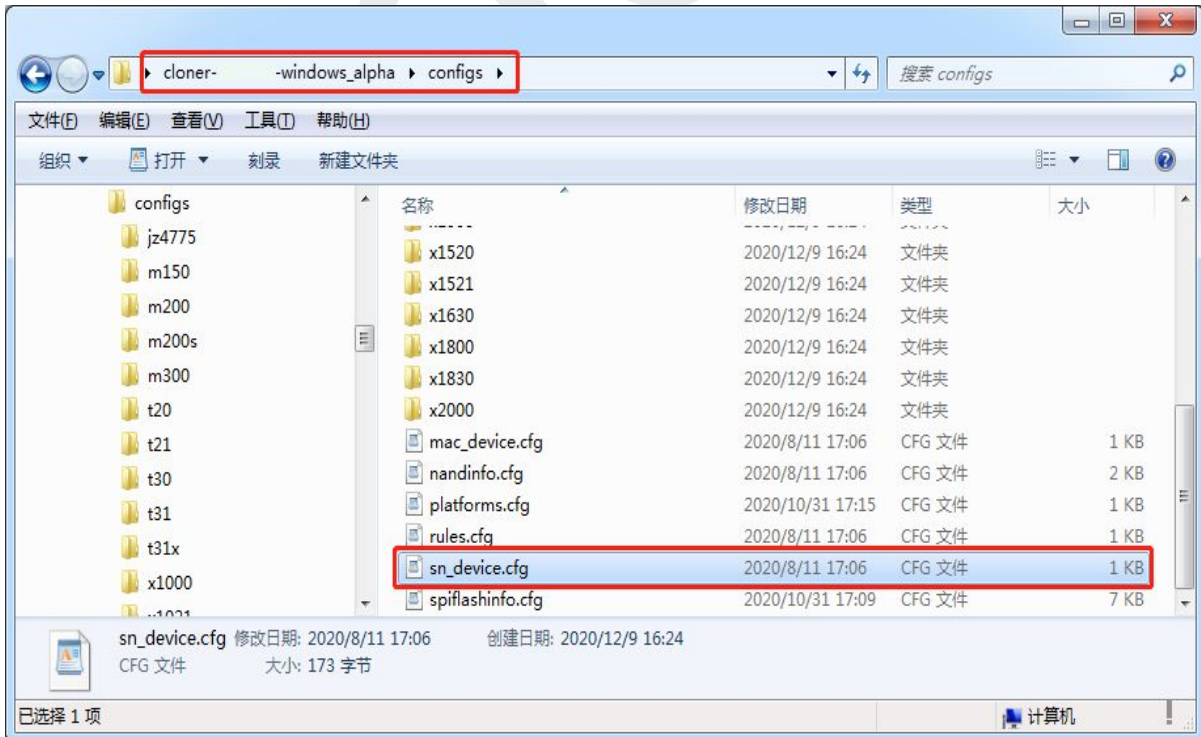 cloner- -windows_alpha configs
搜索 configs
文件(F) 编辑(E) 查看(V) 工具(T) 帮助(H)
组织 打开 刻录 新建文件夹
configs
jz4775
m150
m200
m200s
m300
t20
t21
t30
t31
t31x
x1000
名称 修改日期 类型 大小
x1520 2020/12/9 16:24 文件夹
x1521 2020/12/9 16:24 文件夹
x1630 2020/12/9 16:24 文件夹
x1800 2020/12/9 16:24 文件夹
x1830 2020/12/9 16:24 文件夹
x2000 2020/12/9 16:24 文件夹
mac_device.cfg 2020/8/11 17:06 CFG 文件 1 KB
nandinfo.cfg 2020/8/11 17:06 CFG 文件 2 KB
platforms.cfg 2020/10/31 17:15 CFG 文件 1 KB
rules.cfg 2020/8/11 17:06 CFG 文件 1 KB
sn_device.cfg 2020/8/11 17:06 CFG 文件 1 KB
spiflashinfo.cfg 2020/10/31 17:09 CFG 文件 7 KB
sn_device.cfg 修改日期: 2020/8/11 17:06 创建日期: 2020/12/9 16:24
CFG 文件 大小: 173 字节
已选择 1 项 计算机